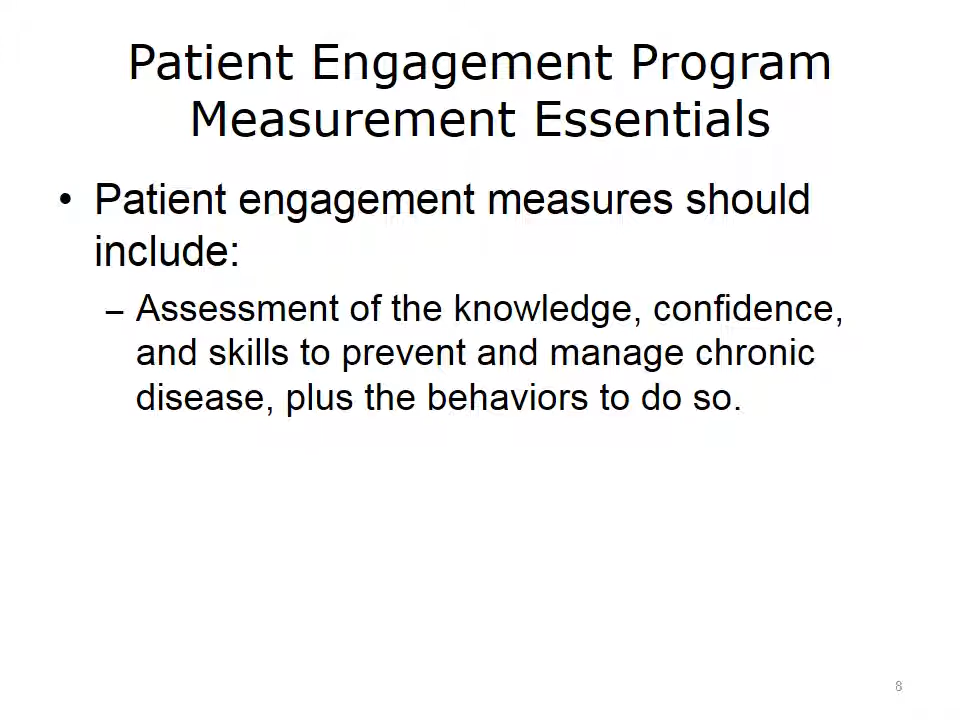 Patient Engagement Program
Measurement Essentials
• Patient engagement measures should
include:
– Assessment of the knowledge, confidence,
and skills to prevent and manage chronic
disease, plus the behaviors to do so.
8